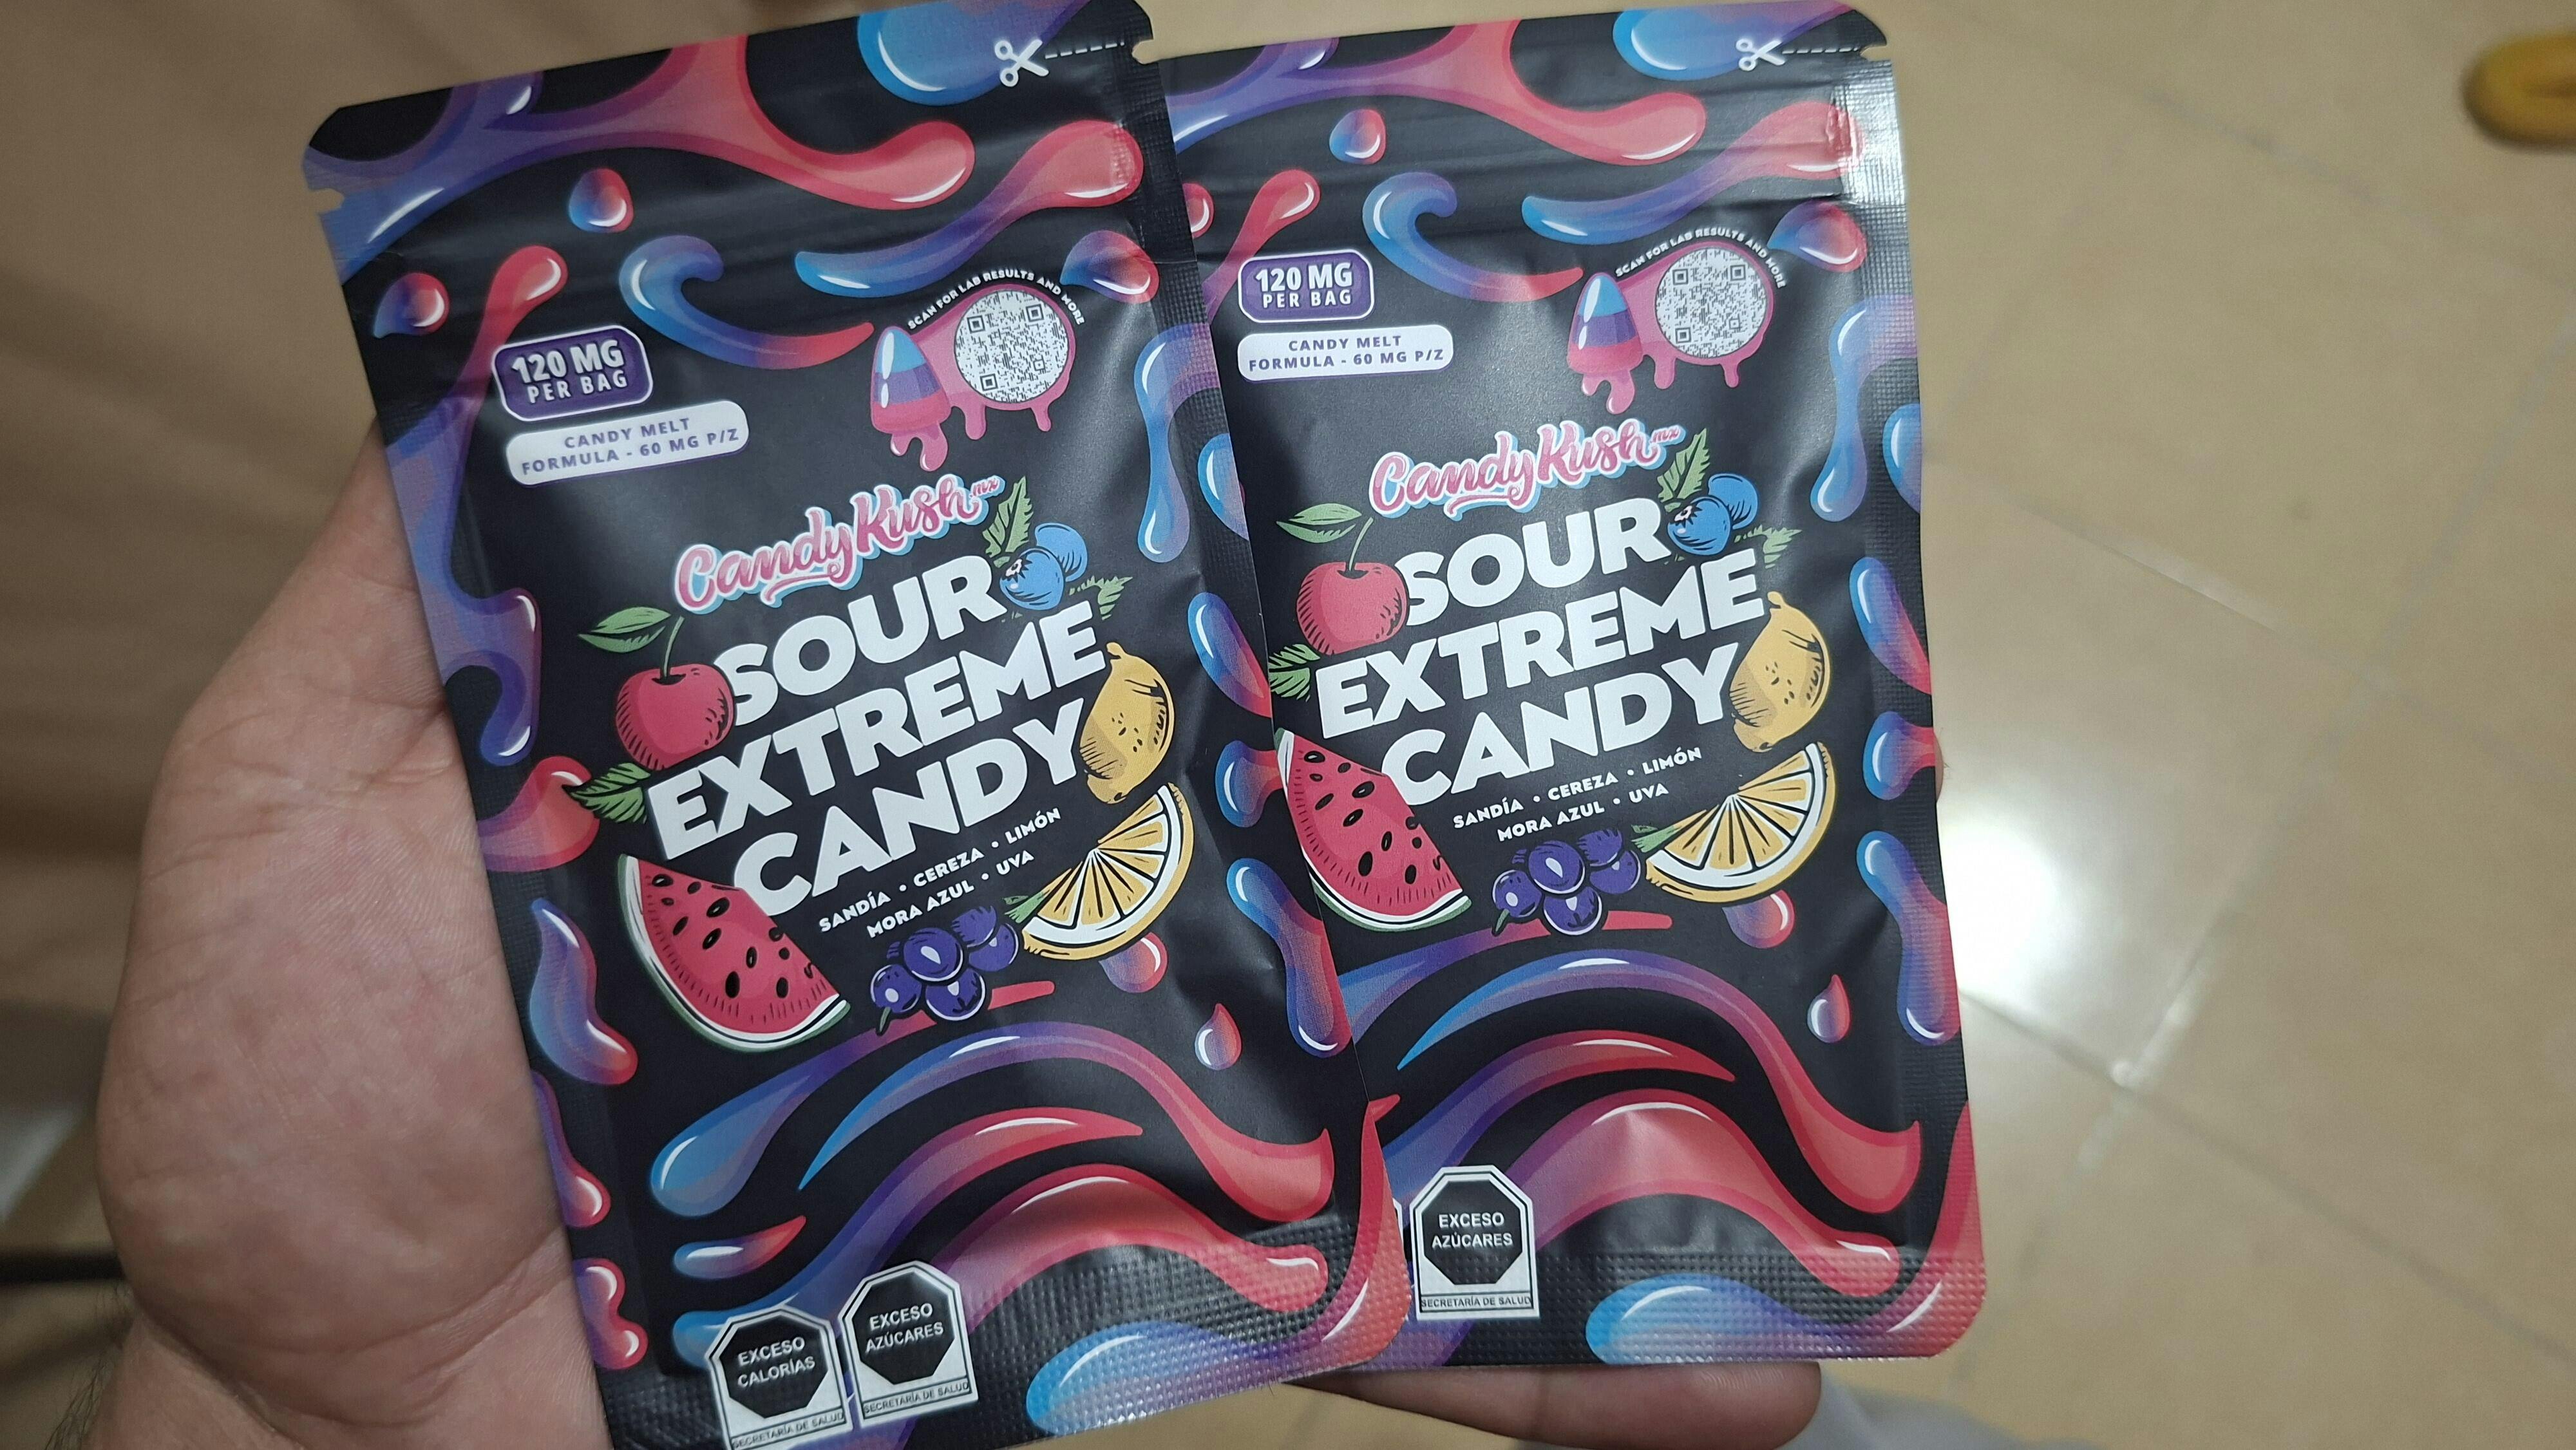 120 MG
PER BAG
CANDY MELT
FORMULA - 60 MG P/Z
SCAN FOR LAB RESULTS AND MORE
CandyKush mx
SOUR
EXTREME
CANDY
SANDÍA • CEREZA • LIMÓN
MORA AZUL • UVA
EXCESO
CALORÍAS
SECRETARÍA DE SALUD
EXCESO
AZÚCARES
SECRETARÍA DE SALUD
120 MG
PER BAG
CANDY MELT
FORMULA - 60 MG P/Z
SCAN FOR LAB RESULTS AND MORE
CandyKush mx
SOUR
EXTREME
CANDY
SANDÍA • CEREZA • LIMÓN
MORA AZUL • UVA
EXCESO
AZÚCARES
SECRETARÍA DE SALUD